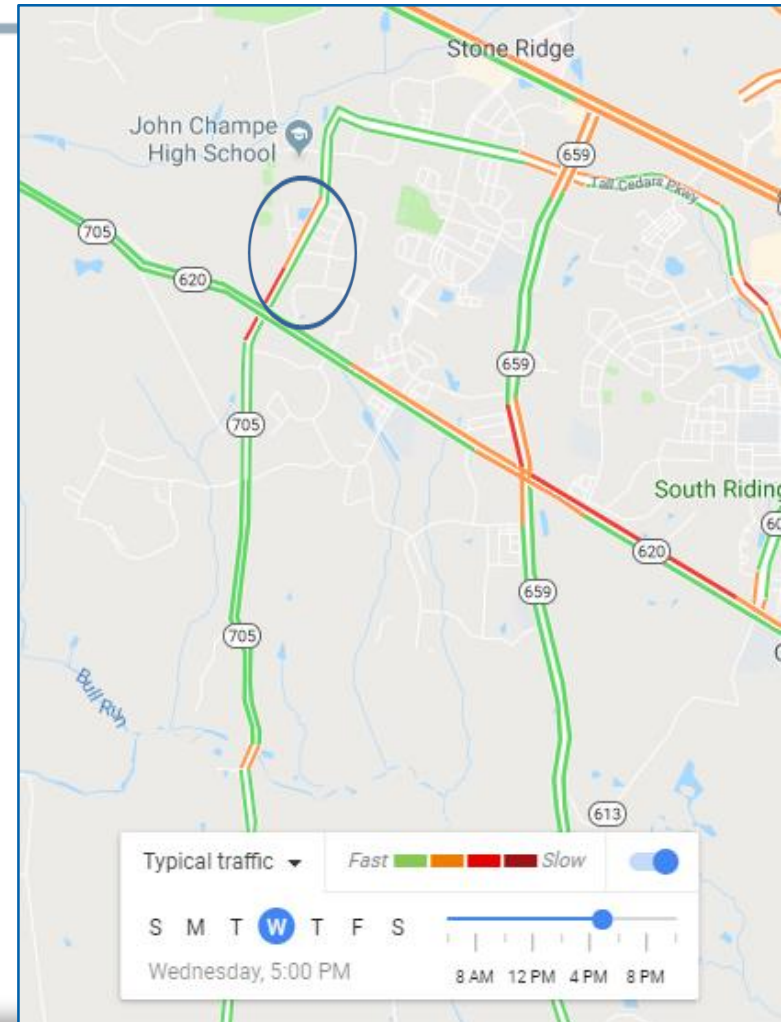 Stone Ridge
John Champe
High School
659
Tall Cedars Pkwy
705
620
659
705
South Riding
620
659
705
Bull Run
613
Typical traffic
Fast
Slow
S M T W T F S
Wednesday, 5:00 PM
8 AM 12 PM 4 PM 8 PM